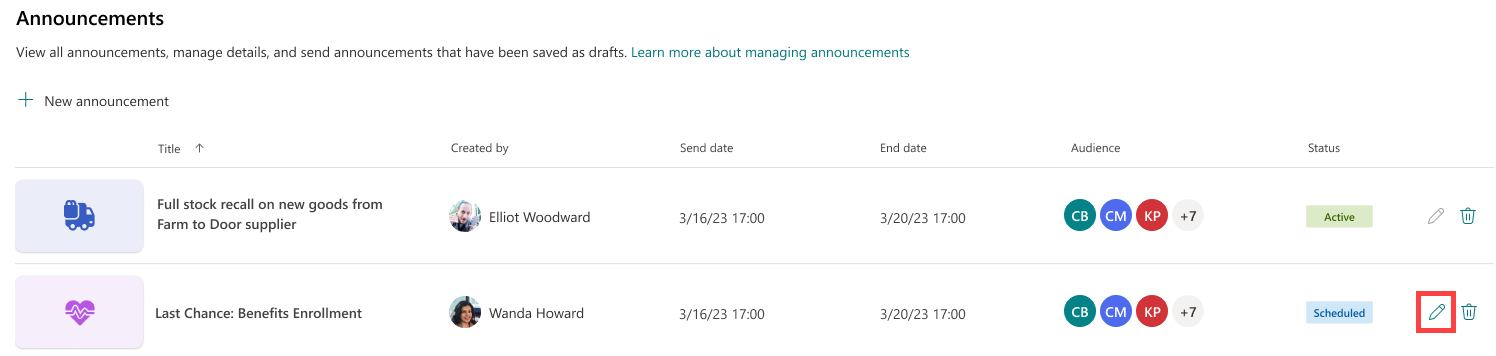 Announcements
View all announcements, manage details, and send announcements that have been saved as drafts. Learn more about managing announcements
New announcement
Title Created by Send date End date Audience Status
Full stock recall on new goods from
Farm to Door supplier
Elliot Woodward 3/16/23 17:00 3/20/23 17:00 CB CM KP +7 Active
Last Chance: Benefits Enrollment Wanda Howard 3/16/23 17:00 3/20/23 17:00 CB CM KP +7 Scheduled